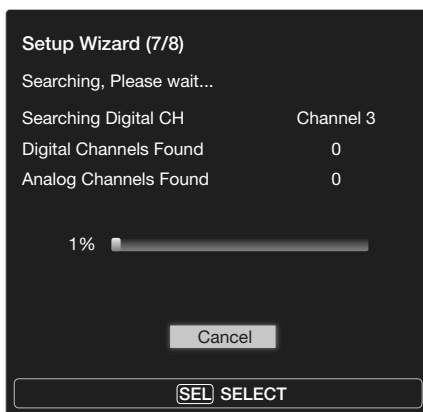 Setup Wizard (7/8)
Searching, Please wait...
Searching Digital CH Channel 3
Digital Channels Found 0
Analog Channels Found 0
1%
Cancel
SEL SELECT